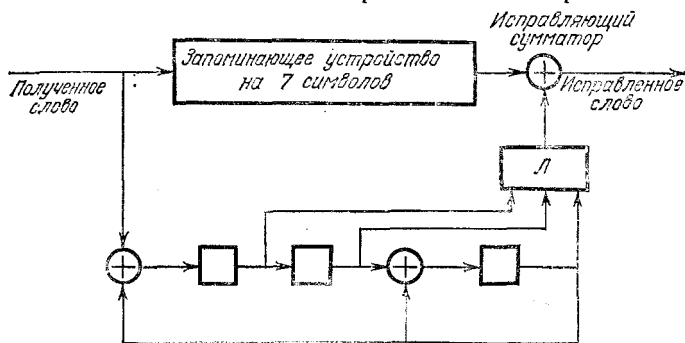 Исправляющий
сумматор
Запоминающее устройство
на 7 символов
Полученное
слово
Исправленное
слово
Л